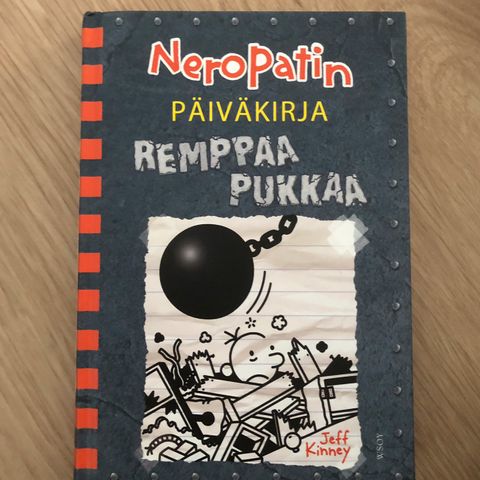 Neropatin
PÄIVÄKIRJA
REMPPAA
PUKKAA
Jeff
Kinney
WSOY